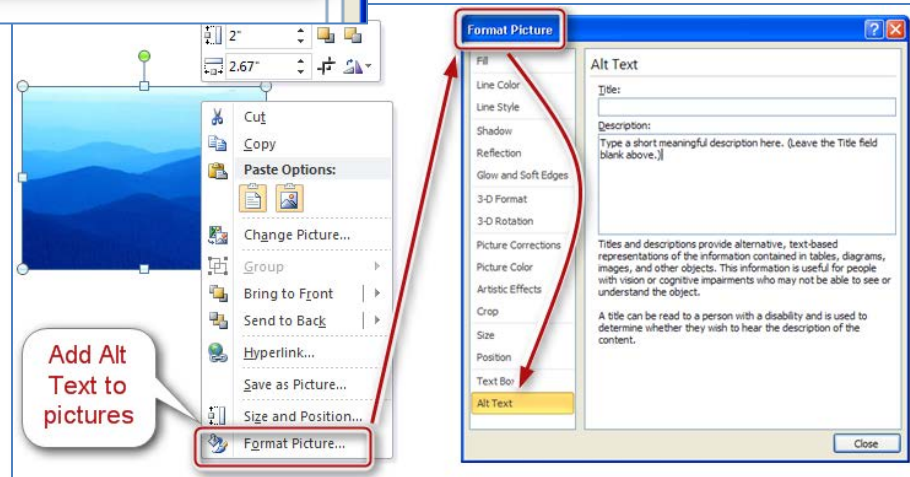 2"
2.67"
Cut
Copy
Paste Options:
Change Picture...
Group
Bring to Front
Send to Back
Hyperlink...
Save as Picture...
Size and Position...
Format Picture...
Add Alt
Text to
pictures
Format Picture
Fill
Line Color
Line Style
Shadow
Reflection
Glow and Soft Edges
3-D Format
3-D Rotation
Picture Corrections
Picture Color
Artistic Effects
Crop
Size
Position
Text Box
Alt Text
Alt Text
Title:
Description:
Type a short meaningful description here. (Leave the Title field
blank above.)
Titles and descriptions provide alternative, text-based
representations of the information contained in tables, diagrams,
images, and other objects. This information is useful for people
with vision or cognitive impairments who may not be able to see or
understand the object.
A title can be read to a person with a disability and is used to
determine whether they wish to hear the description of the
content.
Close